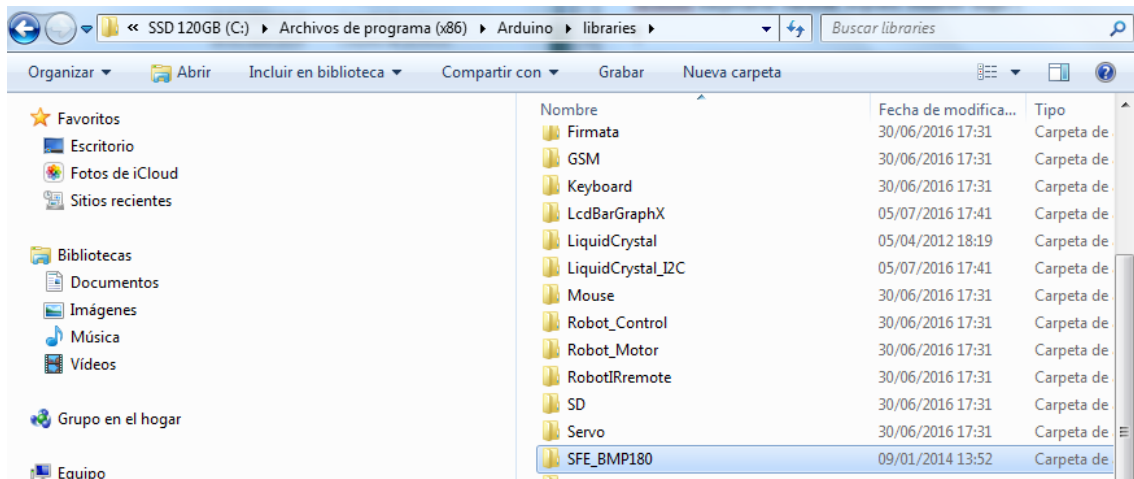 « SSD 120GB (C:) ▸ Archivos de programa (x86) ▸ Arduino ▸ libraries ▸ Buscar libraries
Organizar Abrir Incluir en biblioteca Compartir con Grabar Nueva carpeta
Favoritos
Escritorio
Fotos de iCloud
Sitios recientes
Bibliotecas
Documentos
Imágenes
Música
Vídeos
Grupo en el hogar
Equipo
Nombre Fecha de modifica... Tipo
Firmata 30/06/2016 17:31 Carpeta de
GSM 30/06/2016 17:31 Carpeta de
Keyboard 30/06/2016 17:31 Carpeta de
LcdBarGraphX 05/07/2016 17:41 Carpeta de
LiquidCrystal 05/04/2012 18:19 Carpeta de
LiquidCrystal_I2C 05/07/2016 17:41 Carpeta de
Mouse 30/06/2016 17:31 Carpeta de
Robot_Control 30/06/2016 17:31 Carpeta de
Robot_Motor 30/06/2016 17:31 Carpeta de
RobotIRremote 30/06/2016 17:31 Carpeta de
SD 30/06/2016 17:31 Carpeta de
Servo 30/06/2016 17:31 Carpeta de
SFE_BMP180 09/01/2014 13:52 Carpeta de